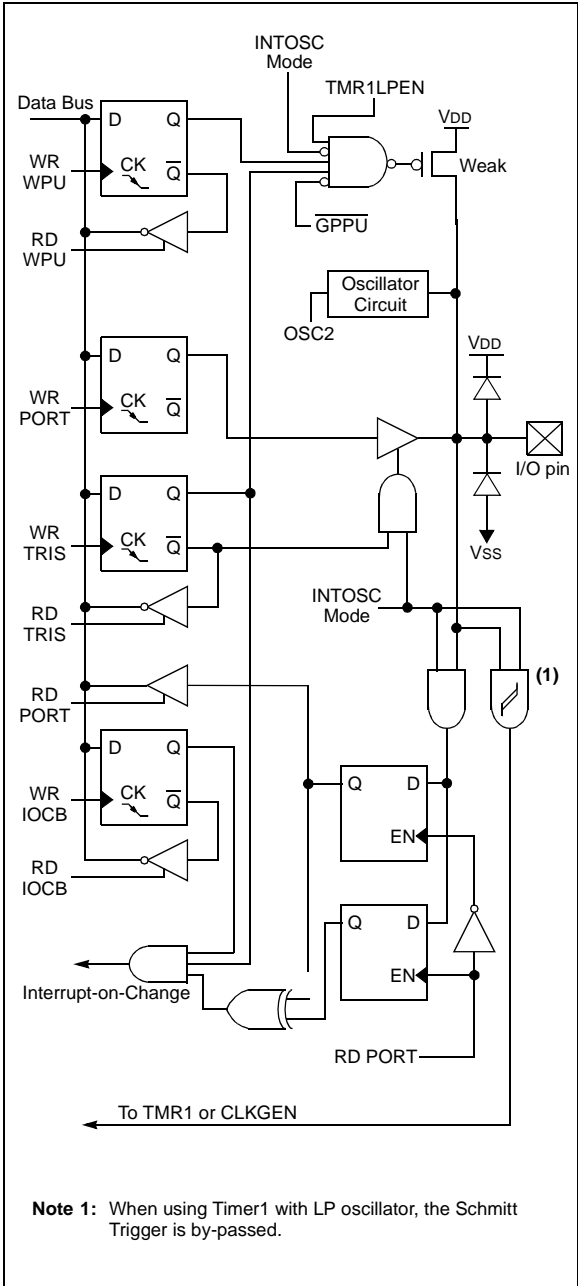 INTOSC
Mode
TMR1LPEN
Data Bus
VDD
D Q
WR
WPU
CK Q
Weak
RD
WPU
GPPU
Oscillator
Circuit
OSC2
D Q
VDD
WR
PORT
CK Q
I/O pin
D Q
WR
TRIS
CK Q
VSS
RD
TRIS
INTOSC
Mode
(1)
RD
PORT
D Q
Q D
WR
IOCB
CK Q
EN
RD
IOCB
Q D
EN
Interrupt-on-Change
RD PORT
To TMR1 or CLKGEN
Note 1: When using Timer1 with LP oscillator, the Schmitt
Trigger is by-passed.